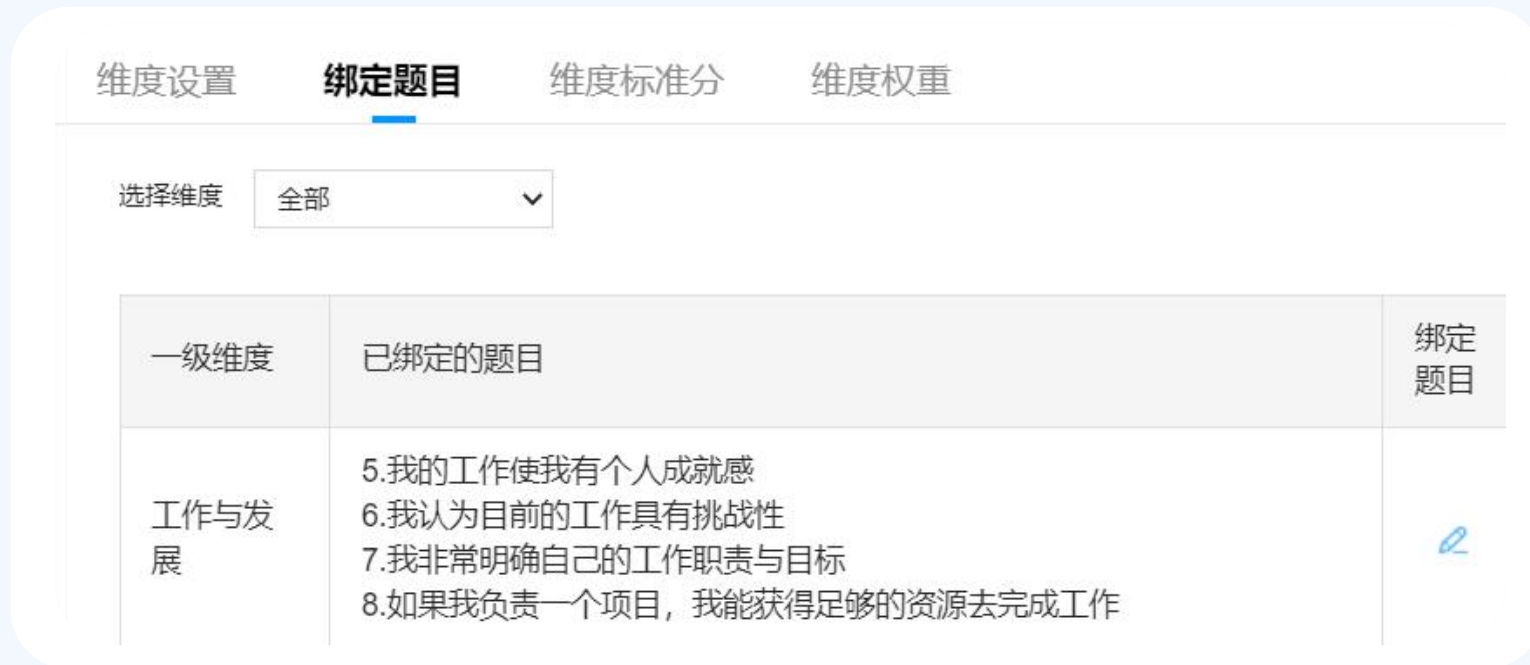 维度设置 绑定题目 维度标准分 维度权重
选择维度 全部
一级维度 已绑定的题目 绑定
题目
工作与发
展
5.我的工作使我有个人成就感
6.我认为目前的工作具有挑战性
7.我非常明确自己的工作职责与目标
8.如果我负责一个项目，我能获得足够的资源去完成工作